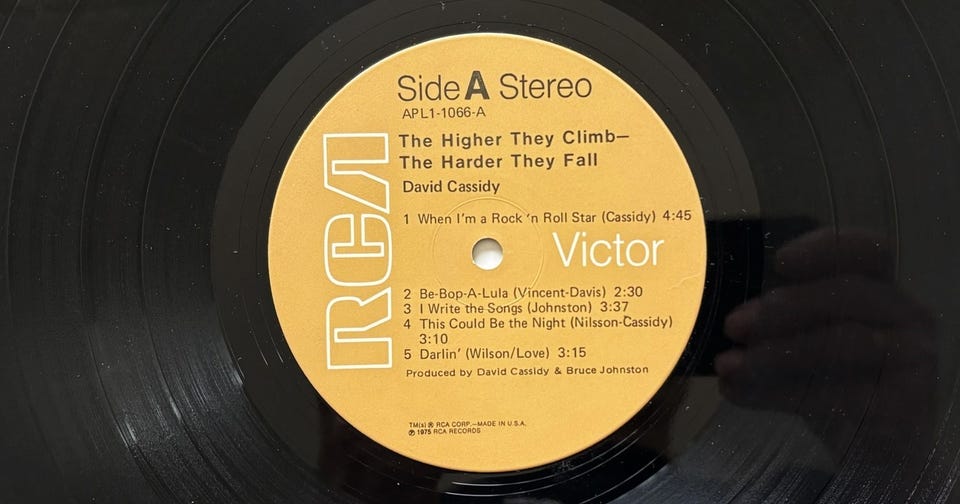 Side A Stereo
APL1-1066-A
The Higher They Climb—
The Harder They Fall
David Cassidy
1 When I'm a Rock 'n Roll Star (Cassidy) 4:45
RCA
Victor
2 Be-Bop-A-Lula (Vincent-Davis) 2:30
3 I Write the Songs (Johnston) 3:37
4 This Could Be the Night (Nilsson-Cassidy)
3:10
5 Darlin' (Wilson/Love) 3:15
Produced by David Cassidy & Bruce Johnston
TM(s) ® RCA CORP.—MADE IN U.S.A.
℗ 1975 RCA RECORDS